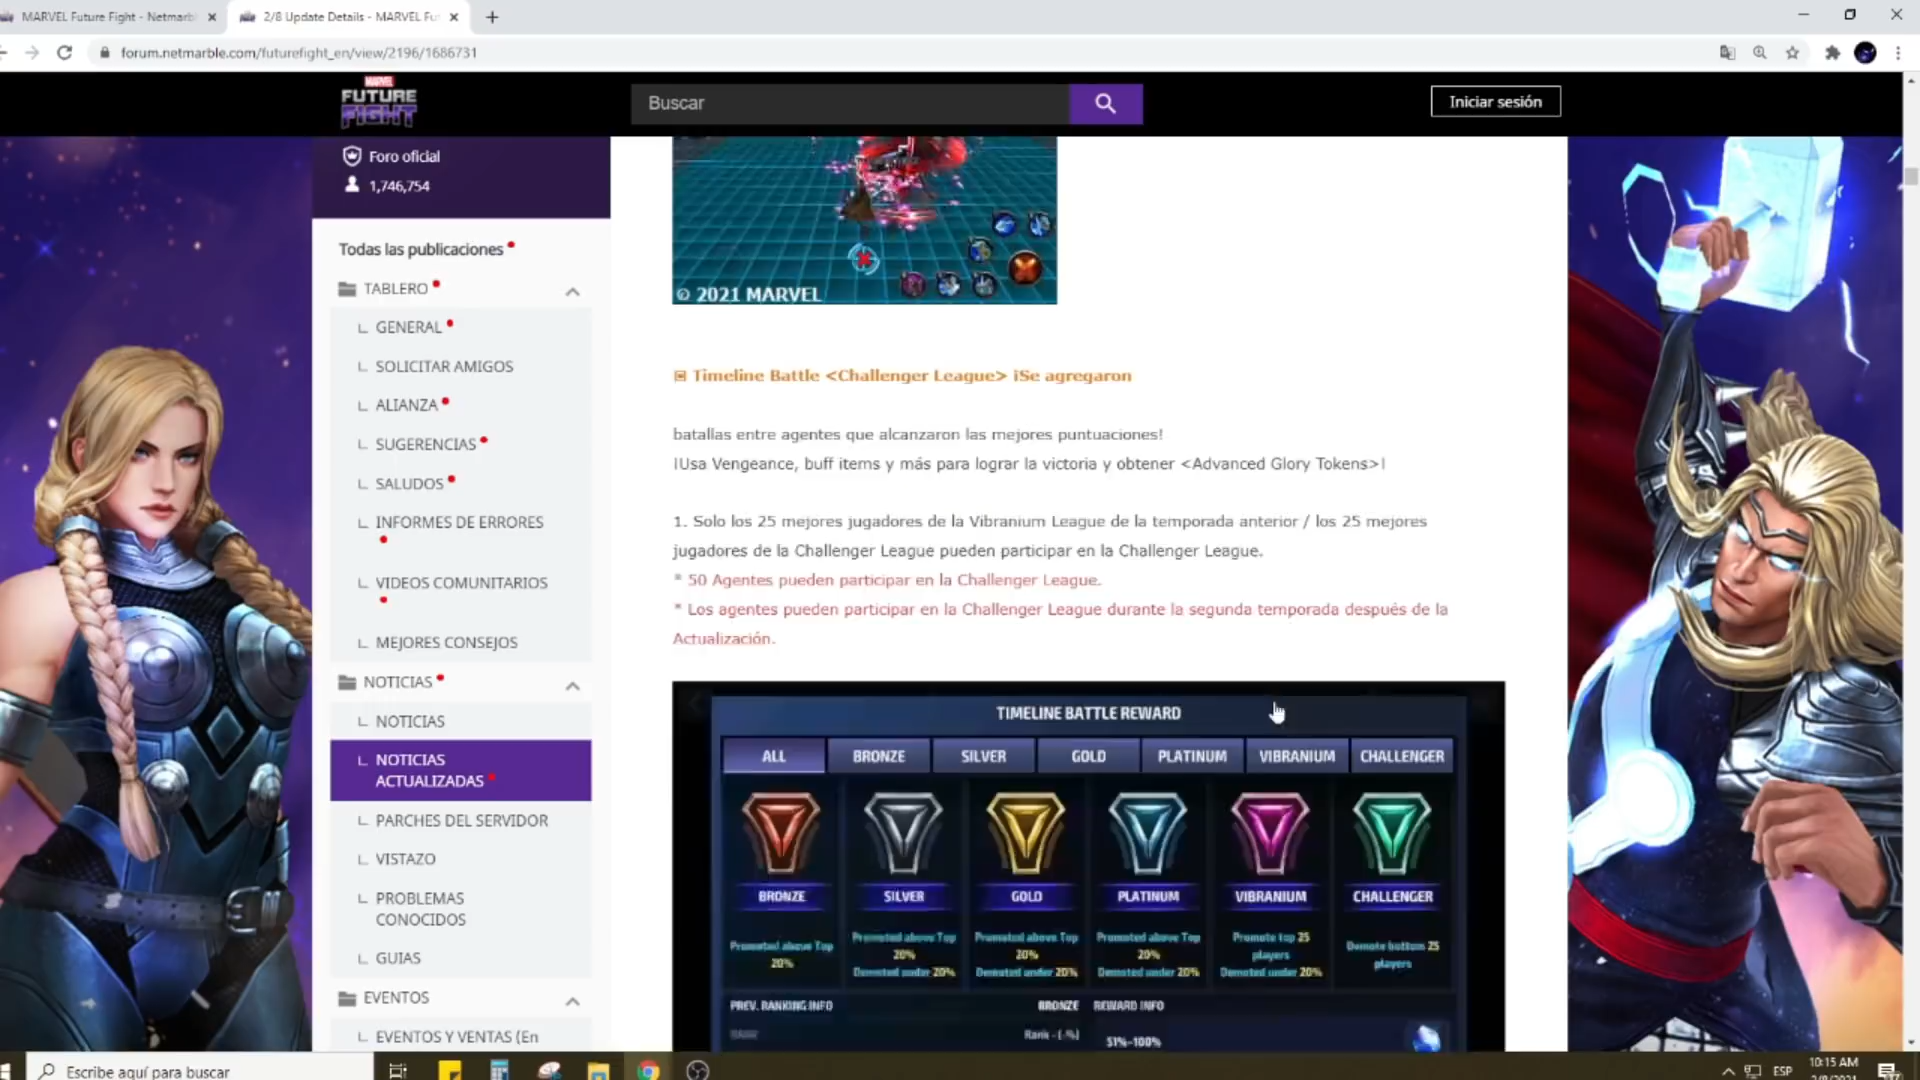 MARVEL Future Fight - Netmarb
2/8 Update Details - MARVEL Fu
forum.netmarble.com/futurefight_en/view/2196/1686731
MARVEL
FUTURE
FIGHT
Buscar
Iniciar sesión
Foro oficial
1,746,754
Todas las publicaciones
TABLERO
GENERAL
SOLICITAR AMIGOS
ALIANZA
SUGERENCIAS
SALUDOS
INFORMES DE ERRORES
VIDEOS COMUNITARIOS
MEJORES CONSEJOS
NOTICIAS
NOTICIAS
NOTICIAS
ACTUALIZADAS
PARCHES DEL SERVIDOR
VISTAZO
PROBLEMAS
CONOCIDOS
GUIAS
EVENTOS
EVENTOS Y VENTAS (En
© 2021 MARVEL
Timeline Battle <Challenger League> ¡Se agregaron
batallas entre agentes que alcanzaron las mejores puntuaciones!
¡Usa Vengeance, buff items y más para lograr la victoria y obtener <Advanced Glory Tokens>!
1. Solo los 25 mejores jugadores de la Vibranium League de la temporada anterior / los 25 mejores
jugadores de la Challenger League pueden participar en la Challenger League.
* 50 Agentes pueden participar en la Challenger League.
* Los agentes pueden participar en la Challenger League durante la segunda temporada después de la
Actualización.
TIMELINE BATTLE REWARD
ALL BRONZE SILVER GOLD PLATINUM VIBRANIUM CHALLENGER
BRONZE SILVER GOLD PLATINUM VIBRANIUM CHALLENGER
Promoted above Top 20%
Promoted above Top 20% Demoted under 20%
Promoted above Top 20% Demoted under 20%
Promoted above Top 20% Demoted under 20%
Promote top 25 players Demoted under 20%
Demote bottom 25 players
PREV. RANKING INFO BRONZE REWARD INFO
RANK Rank - (-%) 51%~100%
Escribe aquí para buscar
ESP
10:15 AM